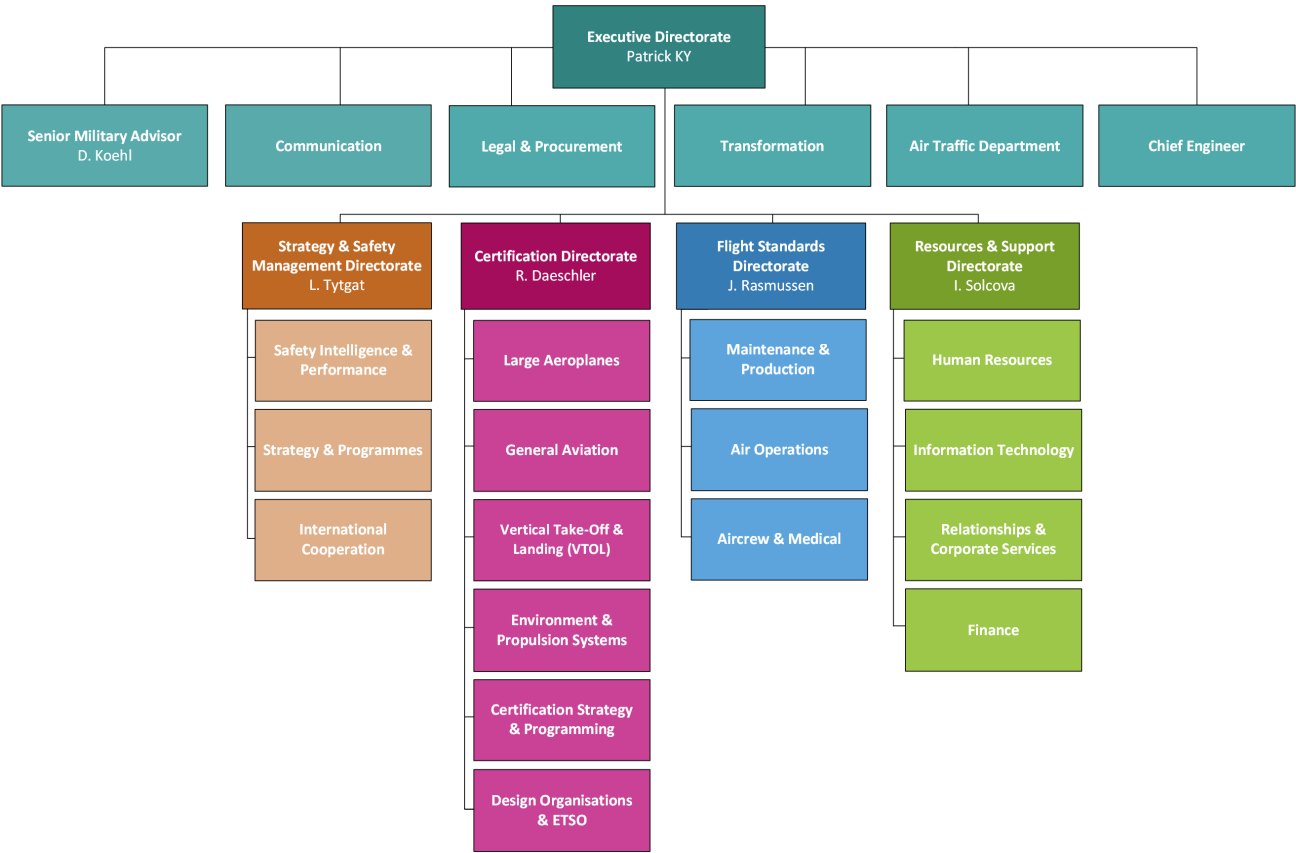 Executive Directorate
Patrick KY
Senior Military Advisor
D. Koehl
Communication
Legal & Procurement
Transformation
Air Traffic Department
Chief Engineer
Strategy & Safety
Management Directorate
L. Tytgat
Safety Intelligence &
Performance
Strategy & Programmes
International
Cooperation
Certification Directorate
R. Daeschler
Large Aeroplanes
General Aviation
Vertical Take-Off &
Landing (VTOL)
Environment &
Propulsion Systems
Certification Strategy
& Programming
Design Organisations
& ETSO
Flight Standards
Directorate
J. Rasmussen
Maintenance &
Production
Air Operations
Aircrew & Medical
Resources & Support
Directorate
I. Solcova
Human Resources
Information Technology
Relationships &
Corporate Services
Finance